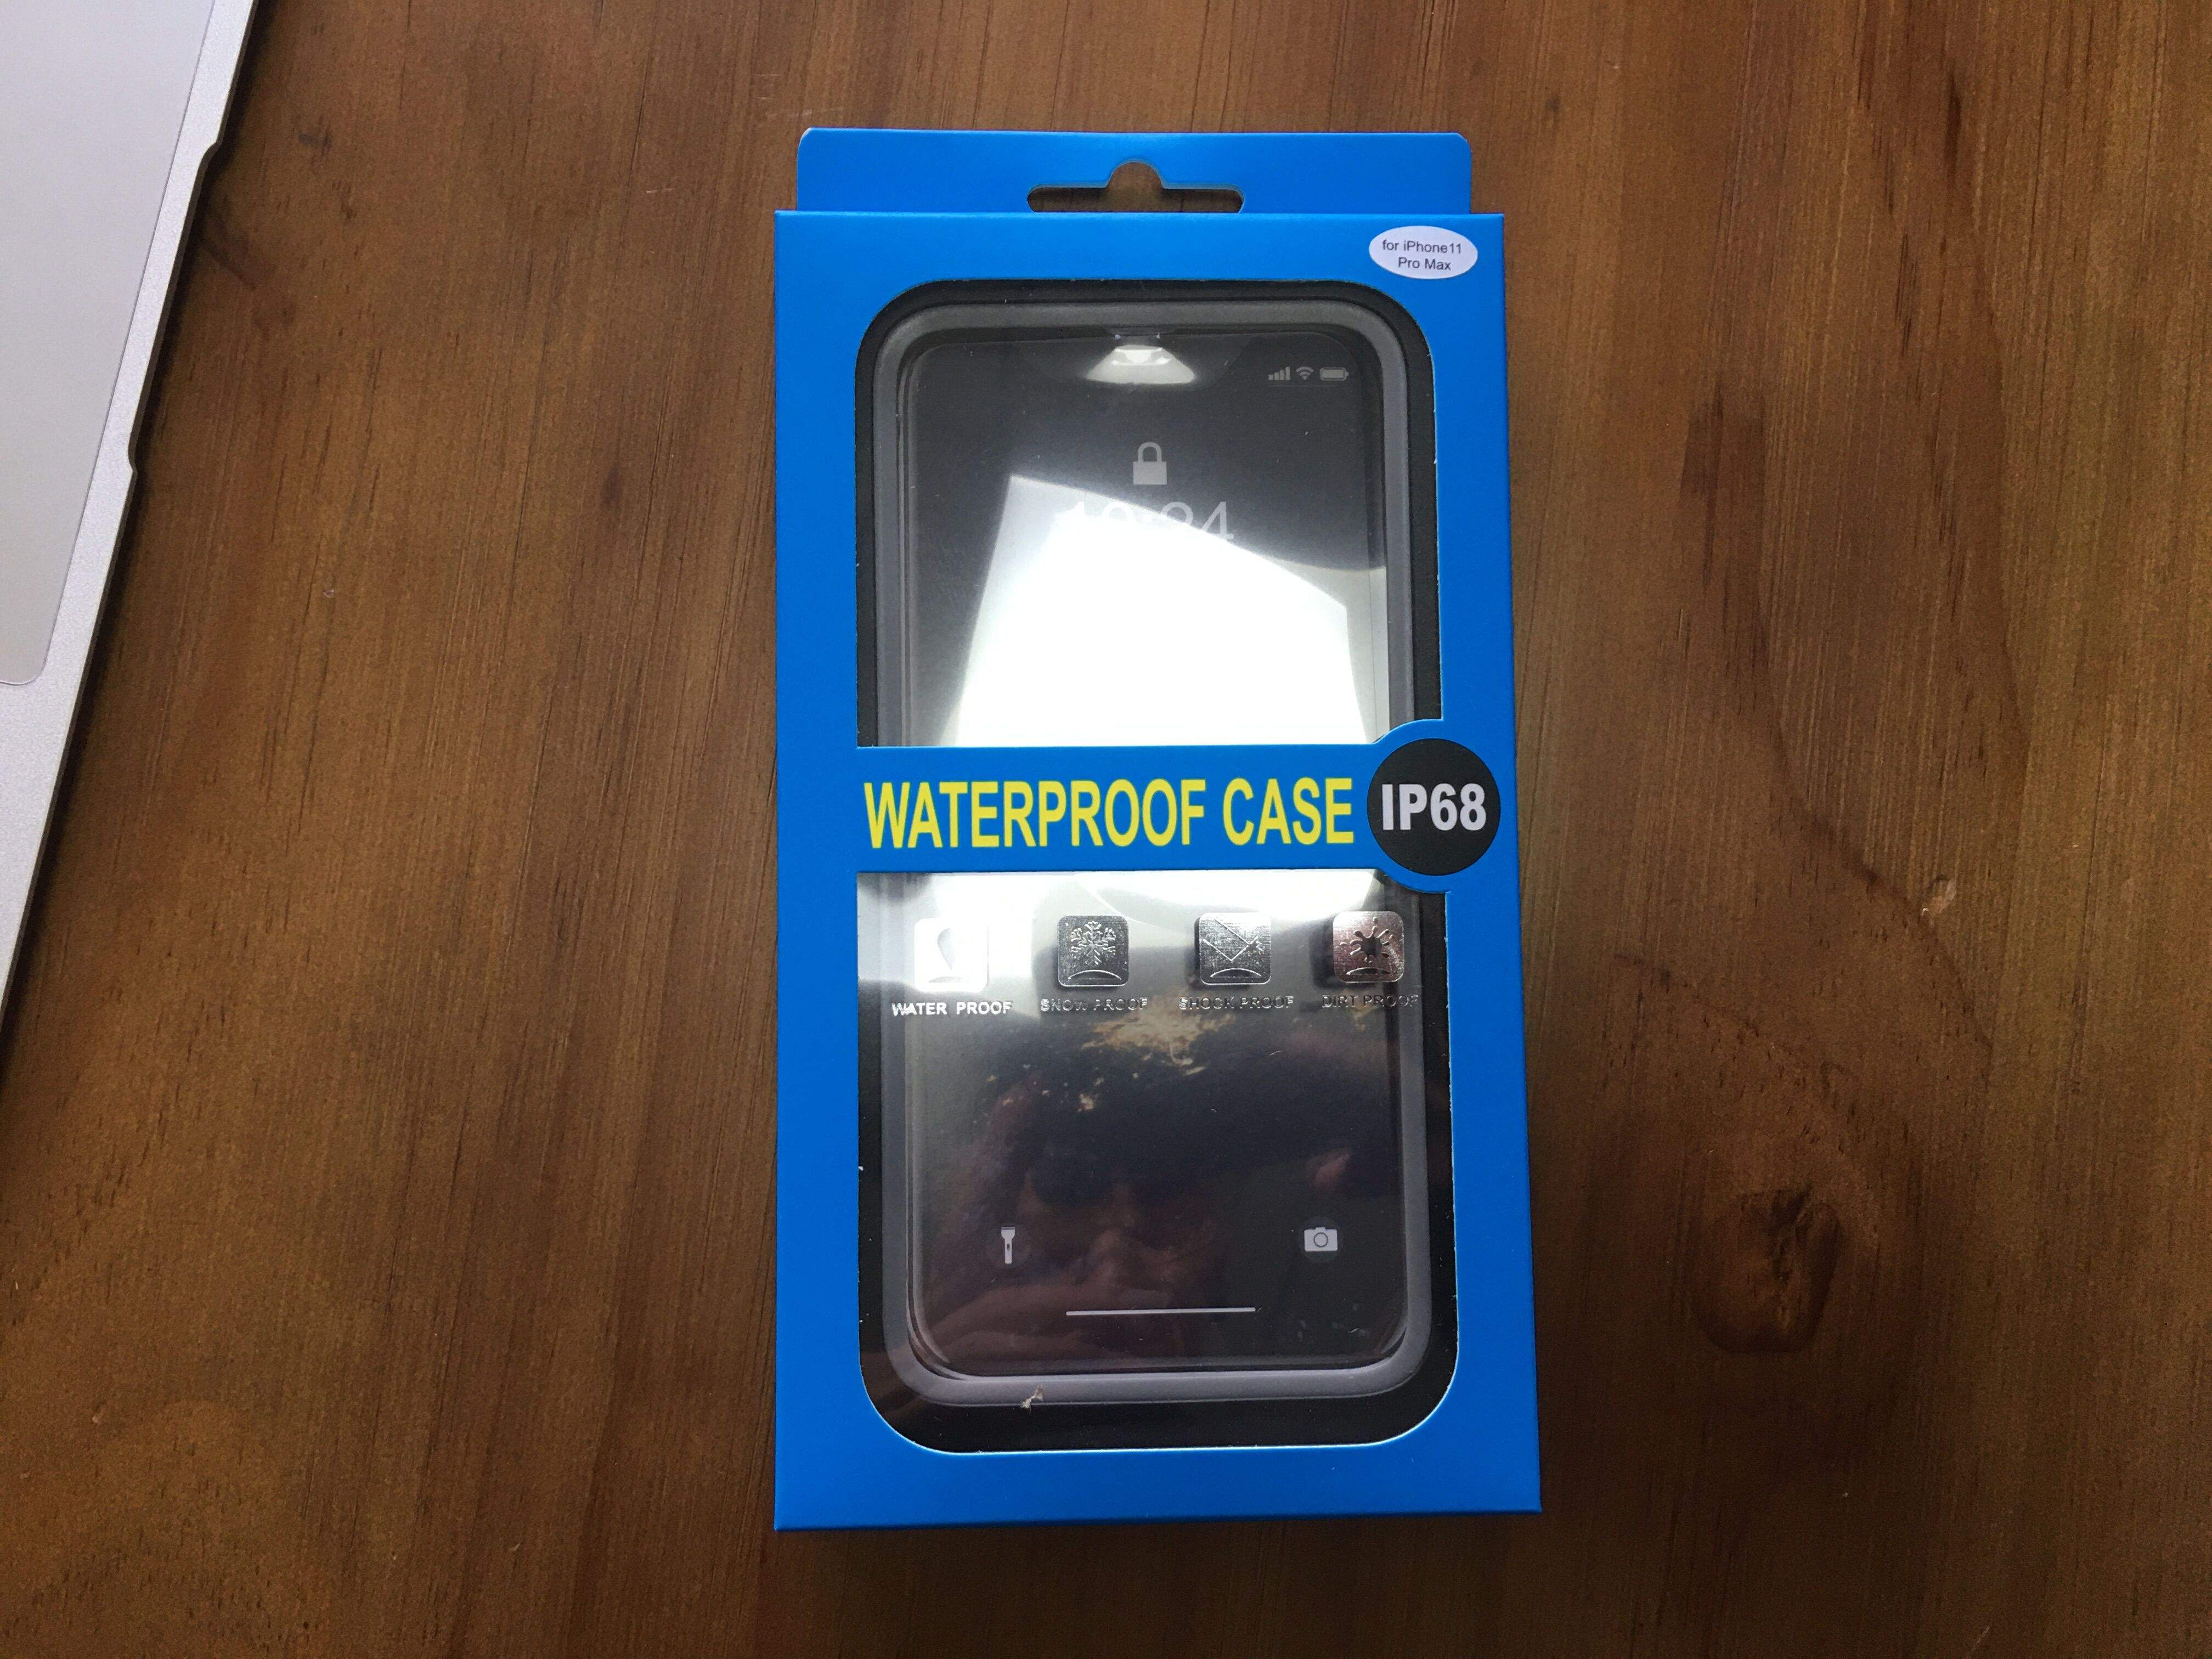 for iPhone11
Pro Max
WATERPROOF CASE IP68
WATER PROOF SNOW PROOF SHOCK PROOF DIRT PROOF